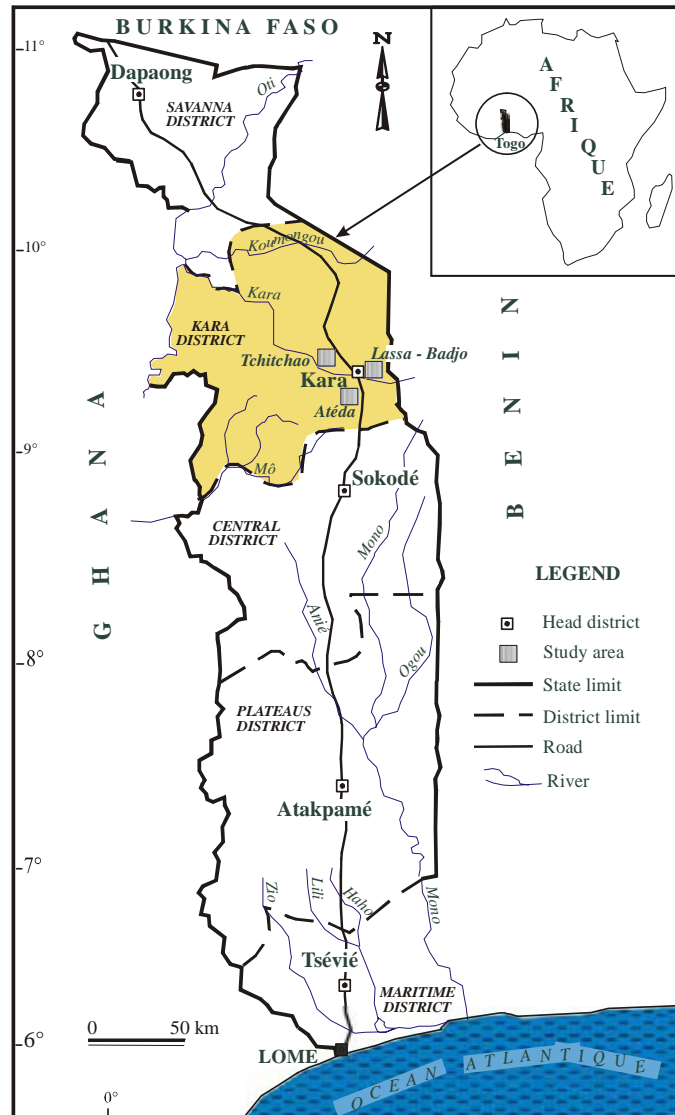 BURKINA FASO
11°
Dapaong
Oti
SAVANNA
DISTRICT
N
AFRIQUE
Togo
10°
Koumongou
Kara
KARA
DISTRICT
Tchitchao
Lassa - Badjo
Kara
Atéda
BENIN
GHANA
9°
Mô
Sokodé
CENTRAL
DISTRICT
Mono
Anié
Ogou
LEGEND
Head district
Study area
State limit
District limit
Road
River
8°
PLATEAUS
DISTRICT
Atakpamé
7°
Zio
Lili
Haho
Mono
Tsévié
MARITIME
DISTRICT
0 50 km
6°
LOME
OCEAN ATLANTIQUE
0°